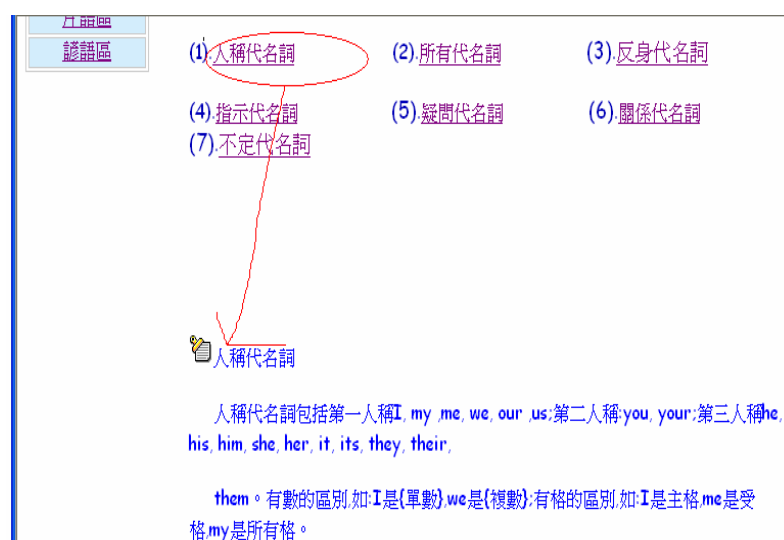 片語區
諺語區
(1).人稱代名詞 (2).所有代名詞 (3).反身代名詞
(4).指示代名詞 (5).疑問代名詞 (6).關係代名詞
(7).不定代名詞
人稱代名詞
人稱代名詞包括第一人稱I, my ,me, we, our ,us;第二人稱:you, your;第三人稱he,
his, him, she, her, it, its, they, their,
them。有數的區別,如:I是{單數},we是{複數};有格的區別,如:I是主格,me是受
格,my是所有格。